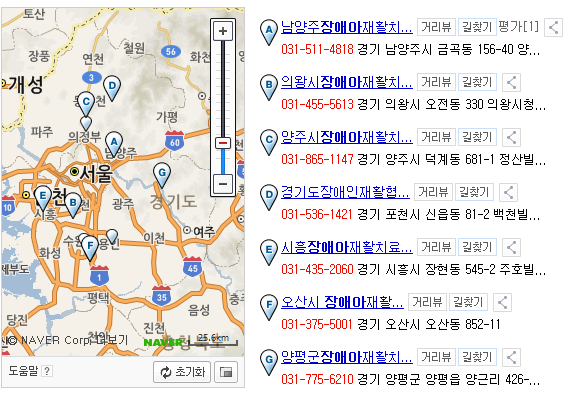 토산
철원
장풍
연천
3
개성
D
C
포천
의정부
가평
파주
A
남양주
60
서울
G
E
인천
B
시흥
광주
경기도
10
여주
수원
용인
이천
F
화성
45
1
35
평택
음성
당진
진천
천안
© NAVER Corp. 더보기
NAVER
25.6km
도움말 ?
초기화
A 남양주장애아재활치... 거리뷰 길찾기 평가[1]
031-511-4818 경기 남양주시 금곡동 156-40 양...
B 의왕시장애아재활치... 거리뷰 길찾기
031-455-5613 경기 의왕시 오전동 330 의왕시청...
C 양주시장애아재활치... 거리뷰 길찾기
031-865-1147 경기 양주시 덕계동 681-1 정산빌...
D 경기도장애인재활협... 거리뷰 길찾기
031-536-1421 경기 포천시 신읍동 81-2 백천빌...
E 시흥장애아재활치료... 거리뷰 길찾기
031-435-2060 경기 시흥시 장현동 545-2 주호빌...
F 오산시 장애아재활... 거리뷰 길찾기
031-375-5001 경기 오산시 오산동 852-11
G 양평군장애아재활치... 거리뷰 길찾기
031-775-6210 경기 양평군 양평읍 양근리 426-...